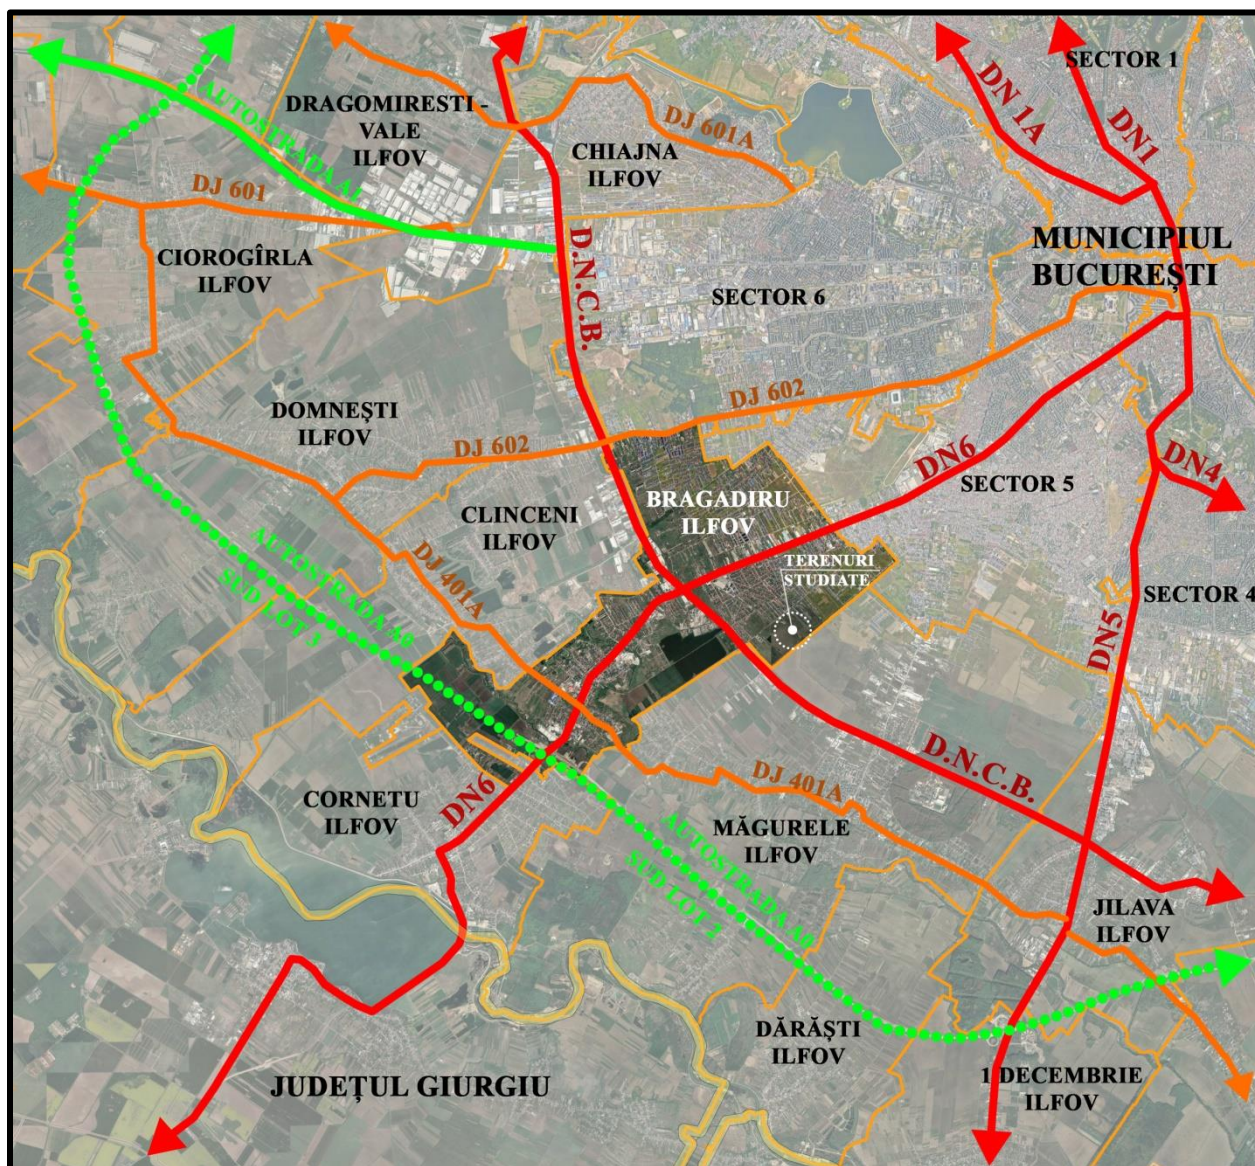 SECTOR 1
DN 1A
DN1
DRAGOMIREȘTI -
VALE
ILFOV
AUTOSTRADA A1
DJ 601A
CHIAJNA
ILFOV
DJ 601
CIOROGÎRLA
ILFOV
D.N.C.B.
MUNICIPIUL
BUCUREȘTI
SECTOR 6
DOMNEȘTI
ILFOV
DJ 602
DJ 602
DN6
DN4
SECTOR 5
BRAGADIRU
ILFOV
CLINCENI
ILFOV
TERENURI
STUDIATE
AUTOSTRADA A0
SUD LOT 3
DJ 401A
SECTOR 4
DN5
D.N.C.B.
DJ 401A
DN6
CORNETU
ILFOV
MĂGURELE
ILFOV
AUTOSTRADA A0
SUD LOT 2
JILAVA
ILFOV
DĂRĂȘTI
ILFOV
JUDEȚUL GIURGIU
1 DECEMBRIE
ILFOV